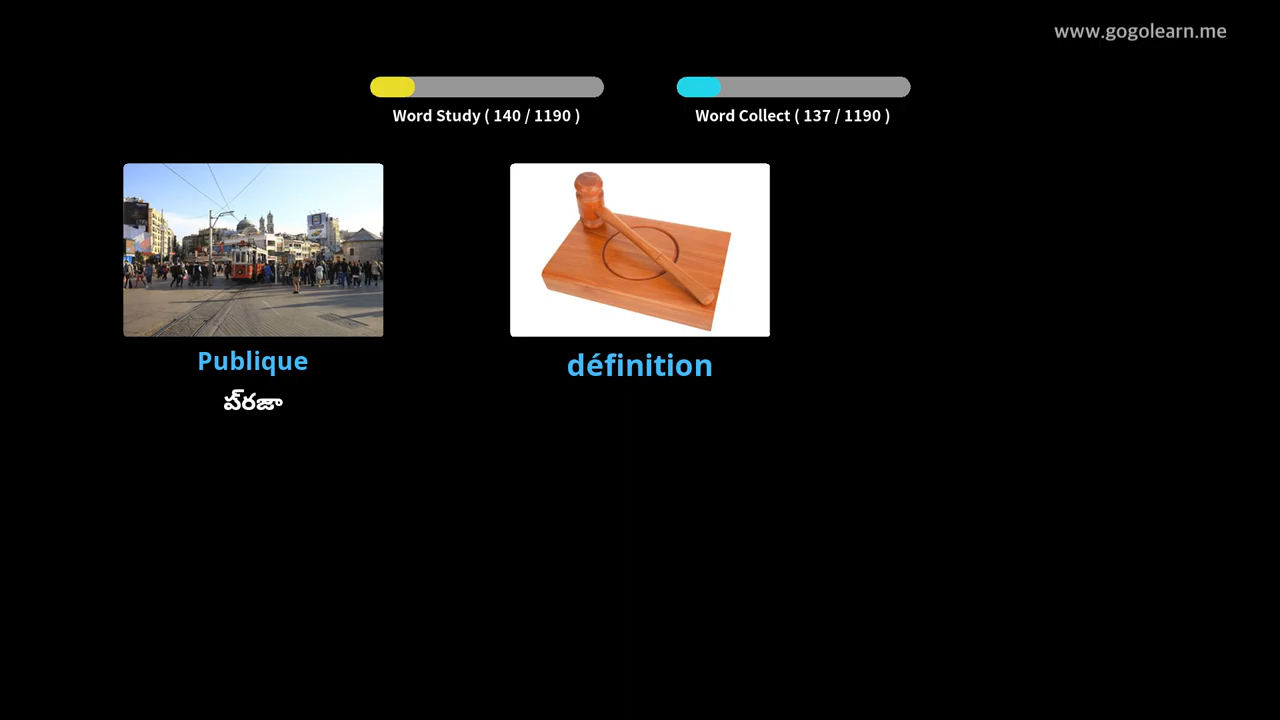 www.gogolearn.me
Word Study ( 140 / 1190 )
Word Collect ( 137 / 1190 )
Publique
définition
ప్రజా